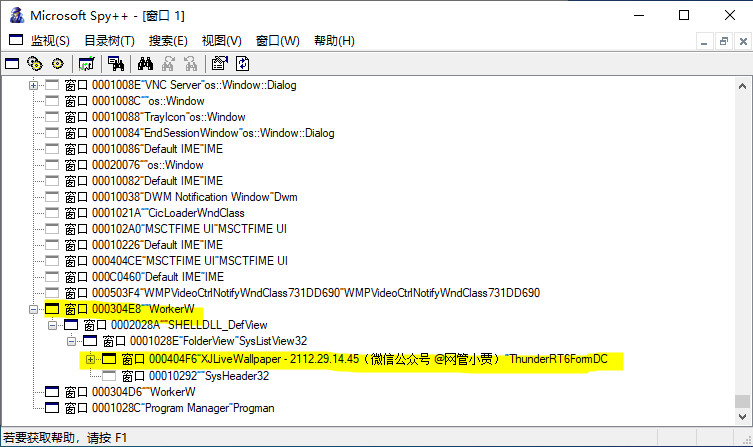 Microsoft Spy++ - [窗口 1]
监视(S) 目录树(T) 搜索(E) 视图(V) 窗口(W) 帮助(H)
窗口 0001008E"VNC Server"os::Window::Dialog
窗口 0001008C""os::Window
窗口 00010088"TrayIcon"os::Window
窗口 00010084"EndSessionWindow"os::Window::Dialog
窗口 00010086"Default IME"IME
窗口 00020076""os::Window
窗口 00010082"Default IME"IME
窗口 00010038"DWM Notification Window"Dwm
窗口 0001021A""CicLoaderWndClass
窗口 000102A0"MSCTFIME UI"MSCTFIME UI
窗口 00010226"Default IME"IME
窗口 000404CE"MSCTFIME UI"MSCTFIME UI
窗口 000C0460"Default IME"IME
窗口 000503F4"WMPVideoCtrlNotifyWndClass731DD690"WMPVideoCtrlNotifyWndClass731DD690
窗口 000304E8""WorkerW
窗口 0002028A""SHELLDLL_DefView
窗口 0001028E"FolderView"SysListView32
窗口 000404F6"XJLiveWallpaper - 2112.29.14.45（微信公众号 @网管小贾）"ThunderRT6FormDC
窗口 00010292""SysHeader32
窗口 000304D6""WorkerW
窗口 0001028C"Program Manager"Progman
若要获取帮助，请按 F1